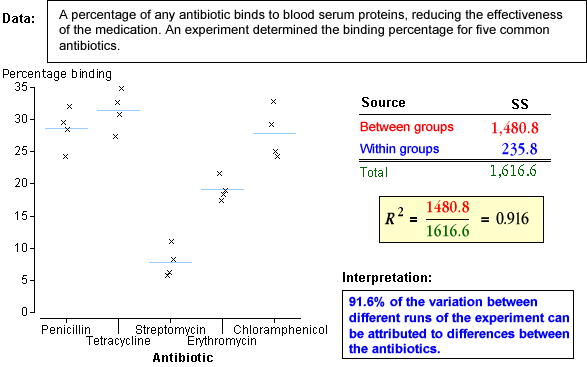 Data:
A percentage of any antibiotic binds to blood serum proteins, reducing the effectiveness
of the medication. An experiment determined the binding percentage for five common
antibiotics.
Percentage binding
35
30
25
20
15
10
5
0
Penicillin
Tetracycline
Streptomycin
Erythromycin
Chloramphenicol
Antibiotic
Source SS
Between groups 1,480.8
Within groups 235.8
Total 1,616.6
R² = 1480.8 / 1616.6 = 0.916
Interpretation:
91.6% of the variation between
different runs of the experiment can
be attributed to differences between
the antibiotics.